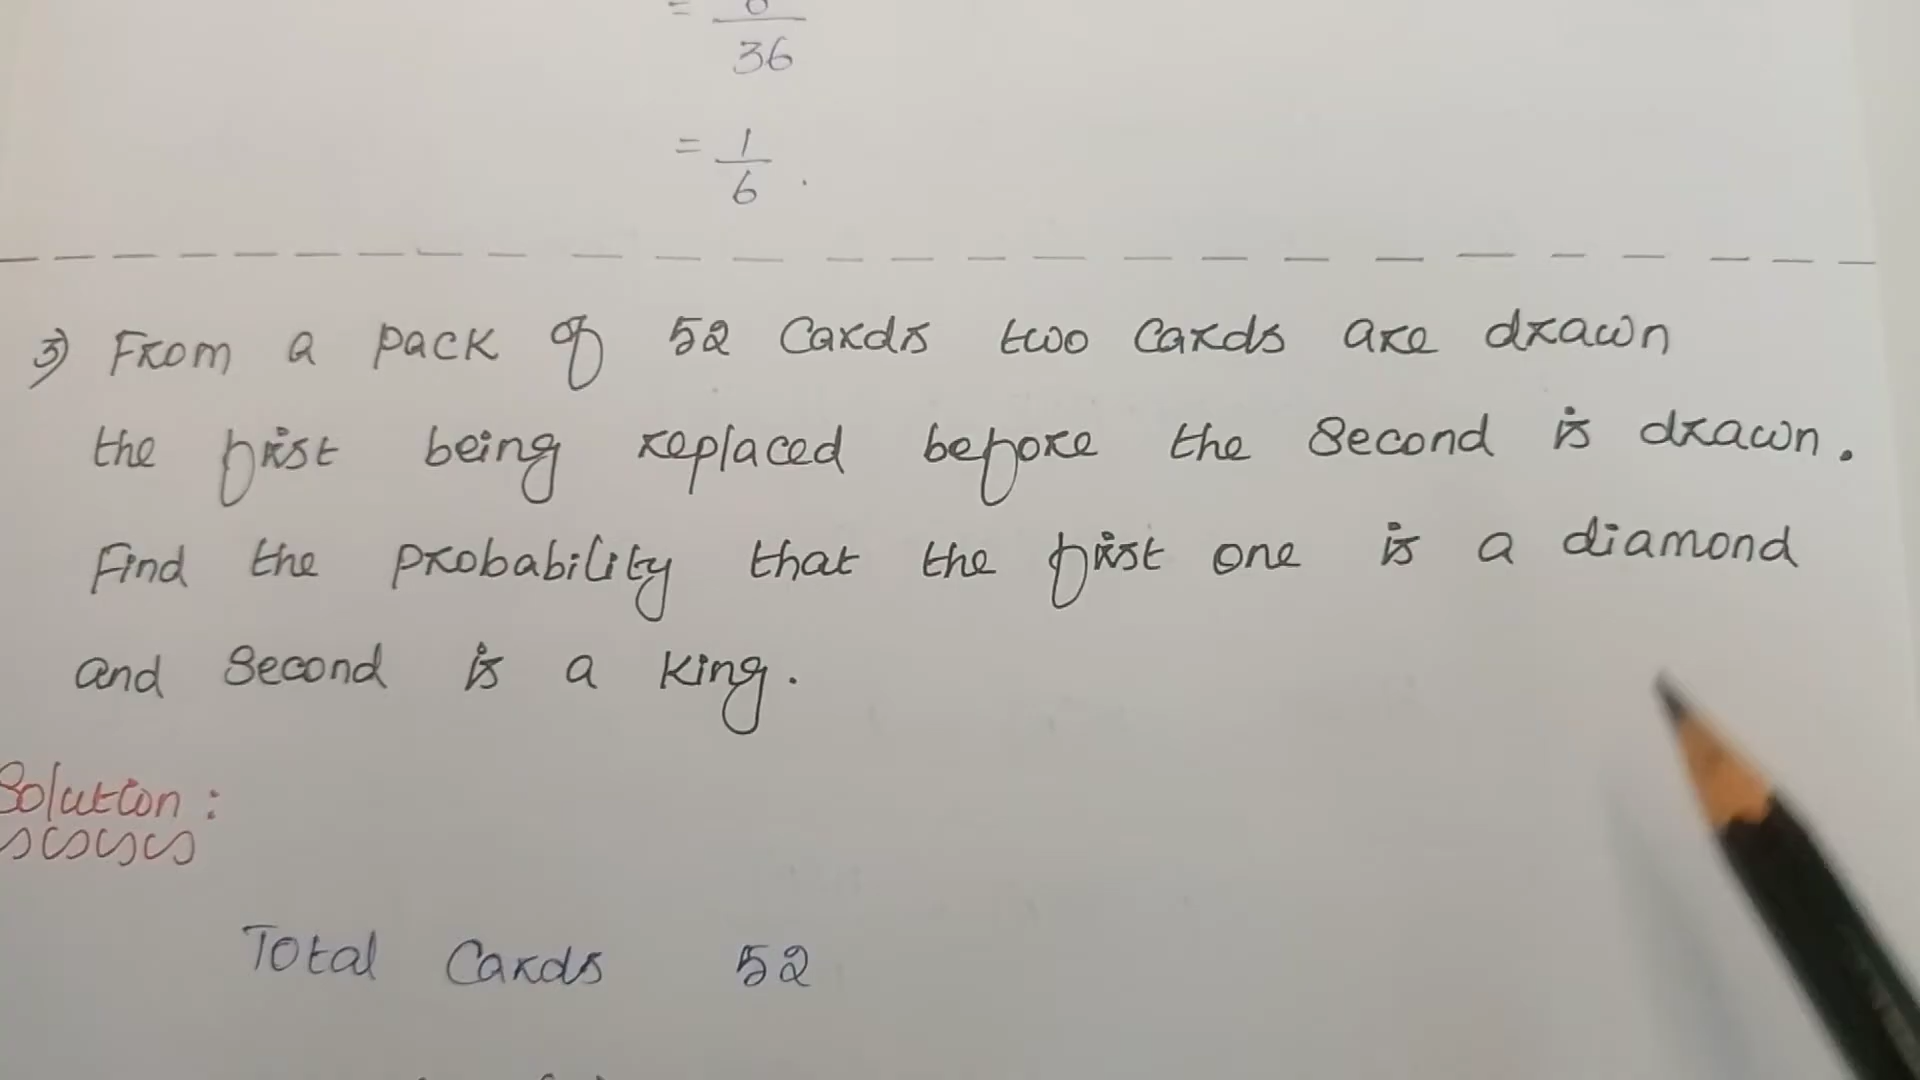 =
36
= 1/6 .
3) From a pack of 52 Cards two cards are drawn
the first being replaced before the Second is drawn.
Find the probability that the first one is a diamond
and Second is a king.
Solution :
Total Cards 52